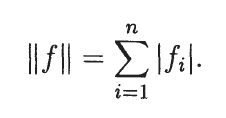 ‖f‖ = ∑_{i=1}^{n} |f_i|.